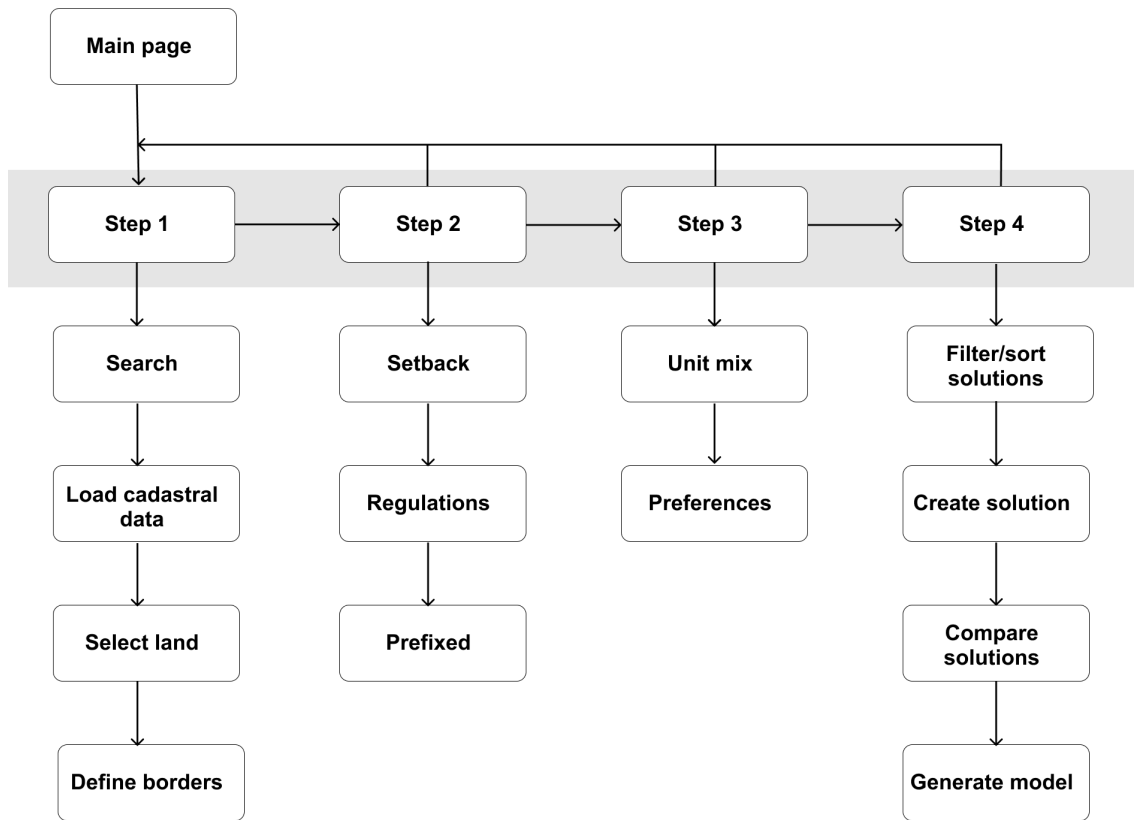 Main page
Step 1
Step 2
Step 3
Step 4
Search
Setback
Unit mix
Filter/sort
solutions
Load cadastral
data
Regulations
Preferences
Create solution
Select land
Prefixed
Compare
solutions
Define borders
Generate model